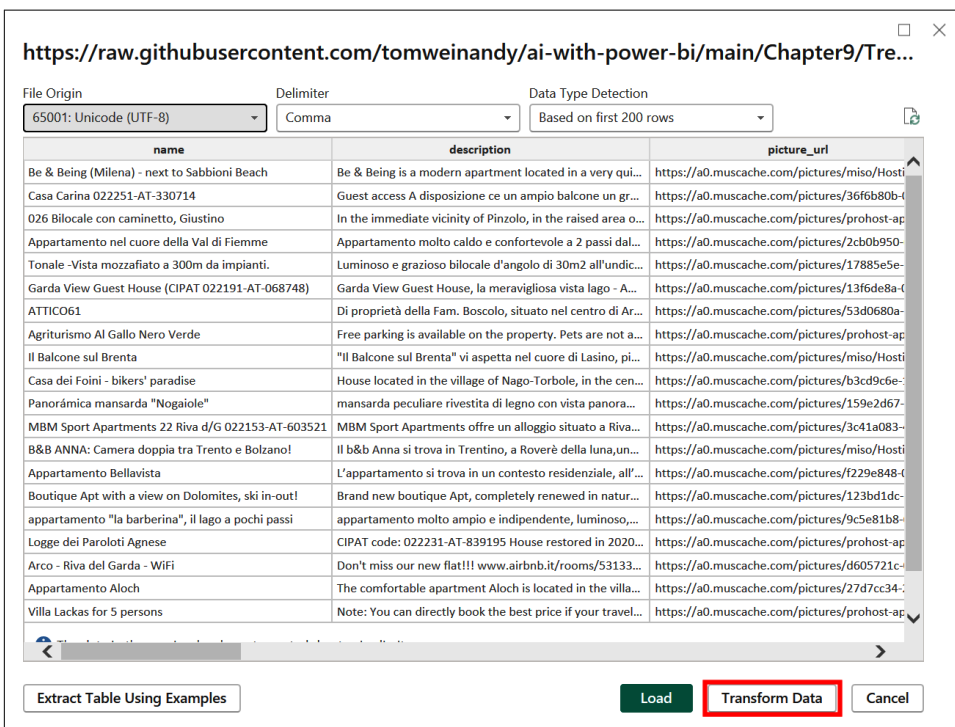 https://raw.githubusercontent.com/tomweinandy/ai-with-power-bi/main/Chapter9/Tre...
File Origin Delimiter Data Type Detection
65001: Unicode (UTF-8) Comma Based on first 200 rows
name description picture_url
Be & Being (Milena) - next to Sabbioni Beach Be & Being is a modern apartment located in a very qui... https://a0.muscache.com/pictures/miso/Hosti
Casa Carina 022251-AT-330714 Guest access A disposizione ce un ampio balcone un gr... https://a0.muscache.com/pictures/36f6b80b-
026 Bilocale con caminetto, Giustino In the immediate vicinity of Pinzolo, in the raised area o... https://a0.muscache.com/pictures/prohost-ap
Appartamento nel cuore della Val di Fiemme Appartamento molto caldo e confortevole a 2 passi dal... https://a0.muscache.com/pictures/2cb0b950-
Tonale -Vista mozzafiato a 300m da impianti. Luminoso e grazioso bilocale d'angolo di 30m2 all'undic... https://a0.muscache.com/pictures/17885e5e-
Garda View Guest House (CIPAT 022191-AT-068748) Garda View Guest House, la meravigliosa vista lago - A... https://a0.muscache.com/pictures/13f6de8a-
ATTICO61 Di proprietà della Fam. Boscolo, situato nel centro di Ar... https://a0.muscache.com/pictures/53d0680a-
Agriturismo Al Gallo Nero Verde Free parking is available on the property. Pets are not a... https://a0.muscache.com/pictures/prohost-ap
Il Balcone sul Brenta "Il Balcone sul Brenta" vi aspetta nel cuore di Lasino, pi... https://a0.muscache.com/pictures/miso/Hosti
Casa dei Foini - bikers' paradise House located in the village of Nago-Torbole, in the cen... https://a0.muscache.com/pictures/b3cd9c6e-
Panorámica mansarda "Nogaiole" mansarda peculiare rivestita di legno con vista panora... https://a0.muscache.com/pictures/159e2d67-
MBM Sport Apartments 22 Riva d/G 022153-AT-603521 MBM Sport Apartments offre un alloggio situato a Riva... https://a0.muscache.com/pictures/3c41a083-
B&B ANNA: Camera doppia tra Trento e Bolzano! Il b&b Anna si trova in Trentino, a Roverè della luna,un... https://a0.muscache.com/pictures/miso/Hosti
Appartamento Bellavista L’appartamento si trova in un contesto residenziale, all’... https://a0.muscache.com/pictures/f229e848-
Boutique Apt with a view on Dolomites, ski in-out! Brand new boutique Apt, completely renewed in natur... https://a0.muscache.com/pictures/123bd1dc-
appartamento "la barberina", il lago a pochi passi appartamento molto ampio e indipendente, luminoso,... https://a0.muscache.com/pictures/9c5e81b8-
Logge dei Paroloti Agnese CIPAT code: 022231-AT-839195 House restored in 2020... https://a0.muscache.com/pictures/prohost-ap
Arco - Riva del Garda - WiFi Don't miss our new flat!!! www.airbnb.it/rooms/53133... https://a0.muscache.com/pictures/d605721c-
Appartamento Aloch The comfortable apartment Aloch is located in the villa... https://a0.muscache.com/pictures/27d7cc34-
Villa Lackas for 5 persons Note: You can directly book the best price if your travel... https://a0.muscache.com/pictures/prohost-ap
Extract Table Using Examples Load Transform Data Cancel